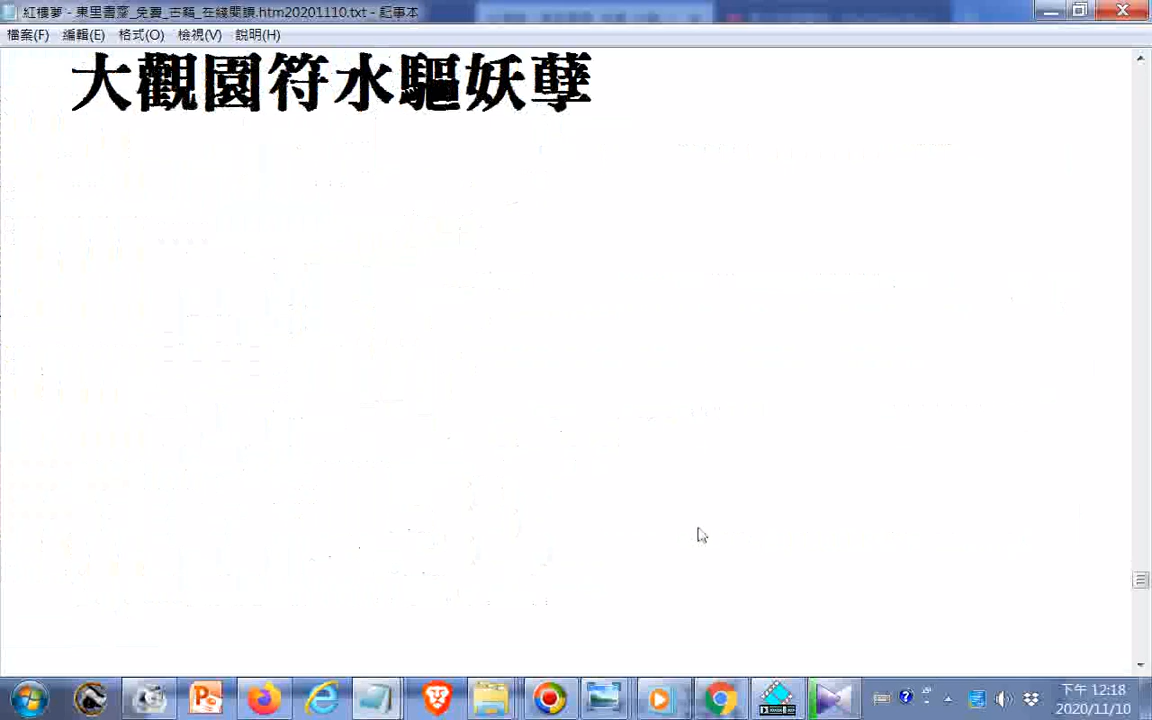 紅樓夢 - 東里書齋_免費_古籍_在綫閱讀.htm20201110.txt - 記事本
檔案(F) 編輯(E) 格式(O) 檢視(V) 說明(H)
大觀園符水驅妖孽
下午 12:18
2020/11/10